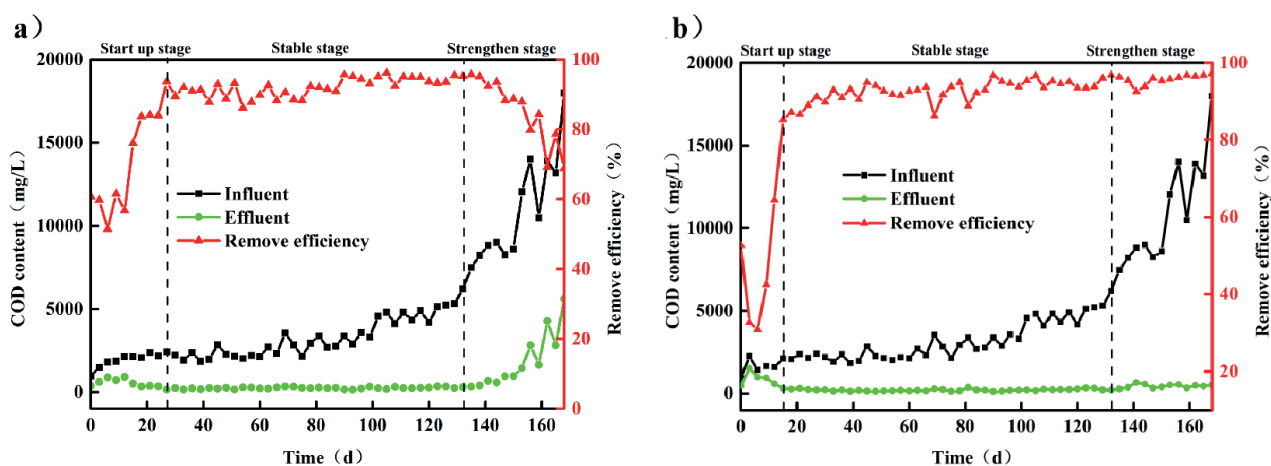 a）
Start up stage
Stable stage
Strengthen stage
20000
15000
10000
5000
0
COD content（mg/L）
100
80
60
40
20
0
Remove efficiency（%）
Influent
Effluent
Remove efficiency
0 20 40 60 80 100 120 140 160
Time（d）
b）
Start up stage
Stable stage
Strengthen stage
20000
15000
10000
5000
0
COD content（mg/L）
100
80
60
40
20
Remove efficiency（%）
Influent
Effluent
Remove efficiency
0 20 40 60 80 100 120 140 160
Time（d）